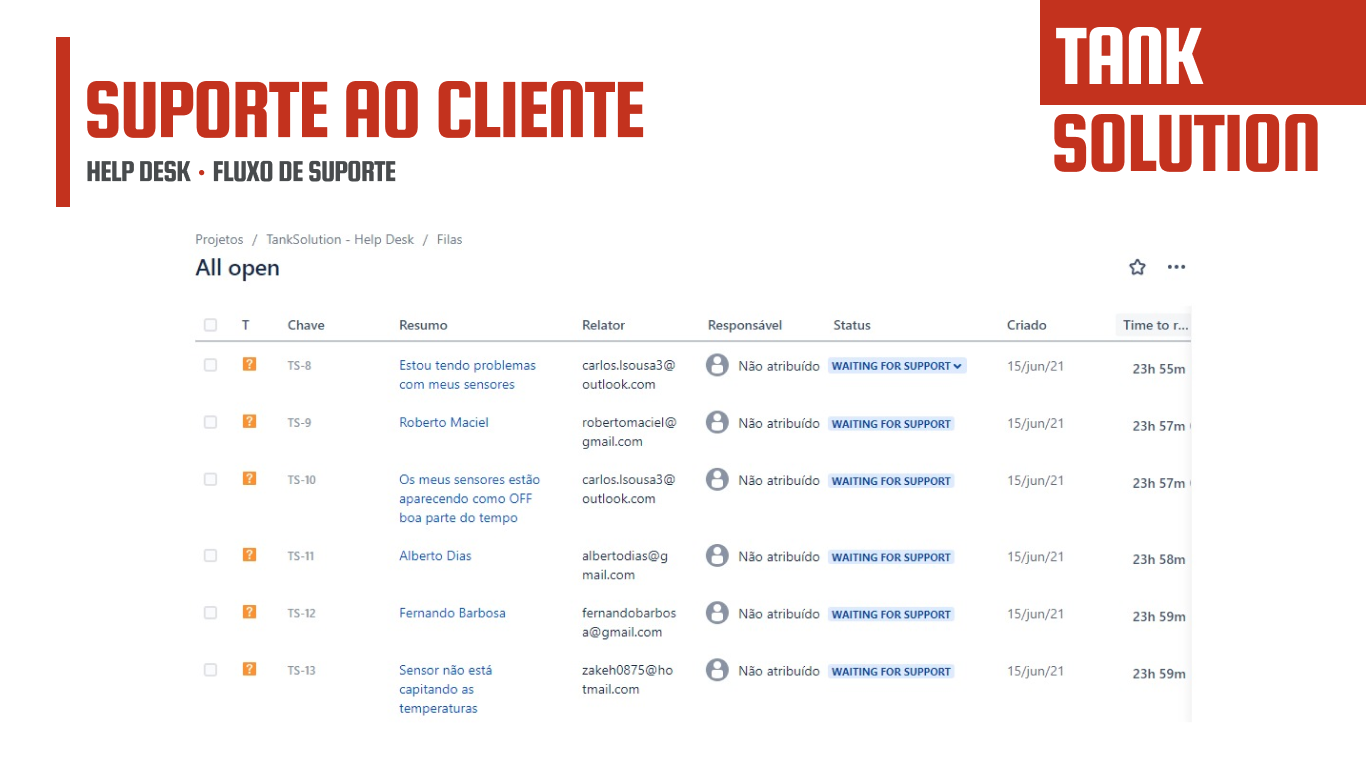 TANK
SOLUTION
SUPORTE AO CLIENTE
HELP DESK • FLUXO DE SUPORTE
Projetos / TankSolution - Help Desk / Filas
All open
T Chave Resumo Relator Responsável Status Criado Time to r...
TS-8 Estou tendo problemas carlos.lsousa3@ Não atribuído WAITING FOR SUPPORT 15/jun/21 23h 55m
com meus sensores outlook.com
TS-9 Roberto Maciel robertomaciel@ Não atribuído WAITING FOR SUPPORT 15/jun/21 23h 57m
gmail.com
TS-10 Os meus sensores estão carlos.lsousa3@ Não atribuído WAITING FOR SUPPORT 15/jun/21 23h 57m
aparecendo como OFF outlook.com
boa parte do tempo
TS-11 Alberto Dias albertodias@g Não atribuído WAITING FOR SUPPORT 15/jun/21 23h 58m
mail.com
TS-12 Fernando Barbosa fernandobarbos Não atribuído WAITING FOR SUPPORT 15/jun/21 23h 59m
a@gmail.com
TS-13 Sensor não está zakeh0875@ho Não atribuído WAITING FOR SUPPORT 15/jun/21 23h 59m
capitando as tmail.com
temperaturas